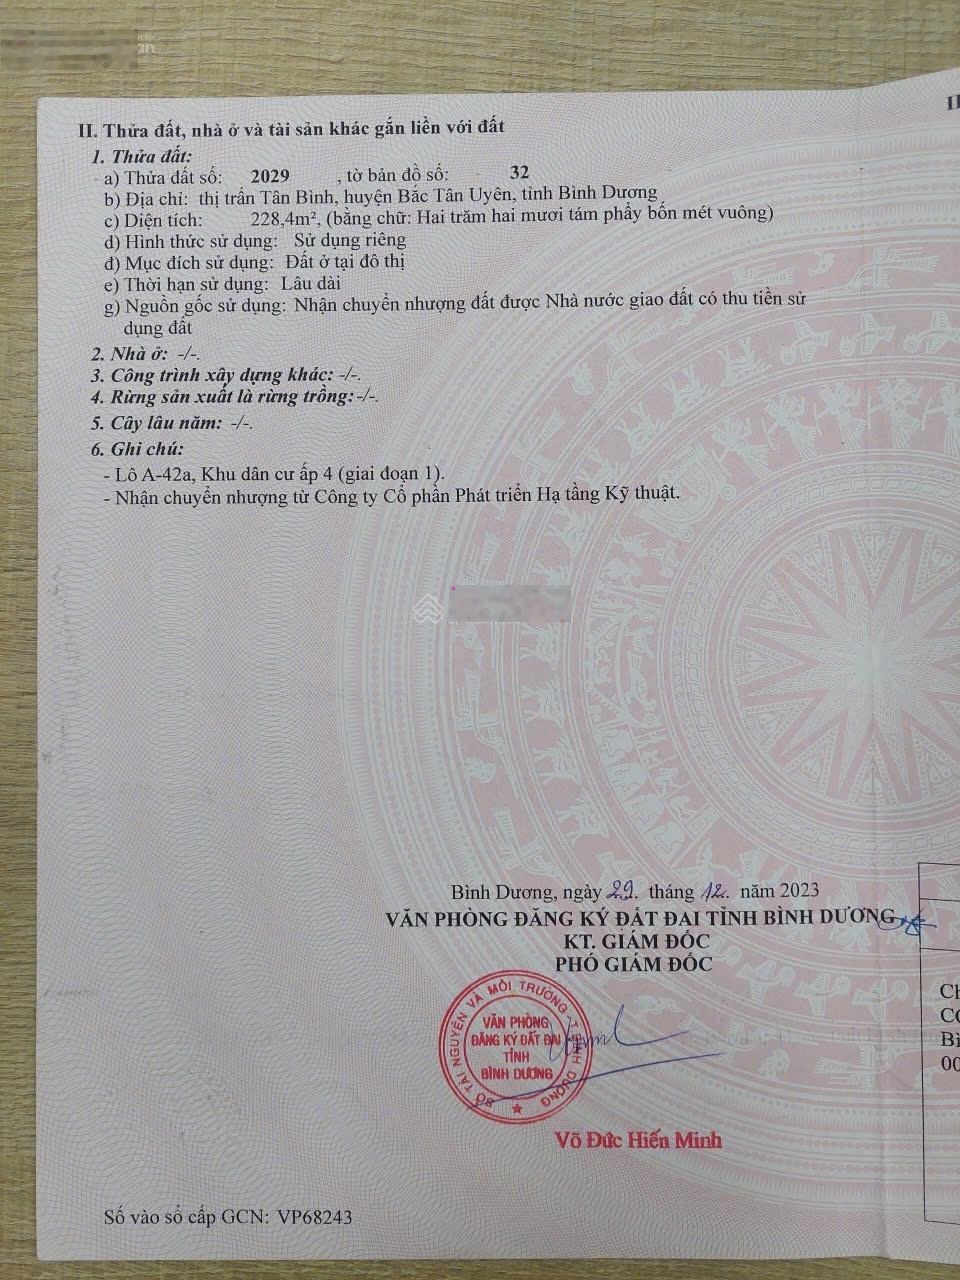 II. Thửa đất, nhà ở và tài sản khác gắn liền với đất
1. Thửa đất:
a) Thửa đất số: 2029 , tờ bản đồ số: 32
b) Địa chỉ: thị trấn Tân Bình, huyện Bắc Tân Uyên, tỉnh Bình Dương
c) Diện tích: 228,4m², (bằng chữ: Hai trăm hai mươi tám phẩy bốn mét vuông)
d) Hình thức sử dụng: Sử dụng riêng
đ) Mục đích sử dụng: Đất ở tại đô thị
e) Thời hạn sử dụng: Lâu dài
g) Nguồn gốc sử dụng: Nhận chuyển nhượng đất được Nhà nước giao đất có thu tiền sử
dụng đất
2. Nhà ở: -/-.
3. Công trình xây dựng khác: -/-.
4. Rừng sản xuất là rừng trồng: -/-.
5. Cây lâu năm: -/-.
6. Ghi chú:
- Lô A-42a, Khu dân cư ấp 4 (giai đoạn 1).
- Nhận chuyển nhượng từ Công ty Cổ phần Phát triển Hạ tầng Kỹ thuật.
Bình Dương, ngày 29. tháng 12. năm 2023
VĂN PHÒNG ĐĂNG KÝ ĐẤT ĐAI TỈNH BÌNH DƯƠNG
KT. GIÁM ĐỐC
PHÓ GIÁM ĐỐC
SỞ TÀI NGUYÊN VÀ MÔI TRƯỜNG - T. BÌNH DƯƠNG
VĂN PHÒNG
ĐĂNG KÝ ĐẤT ĐAI
TỈNH
BÌNH DƯƠNG
Võ Đức Hiến Minh
Số vào sổ cấp GCN: VP68243